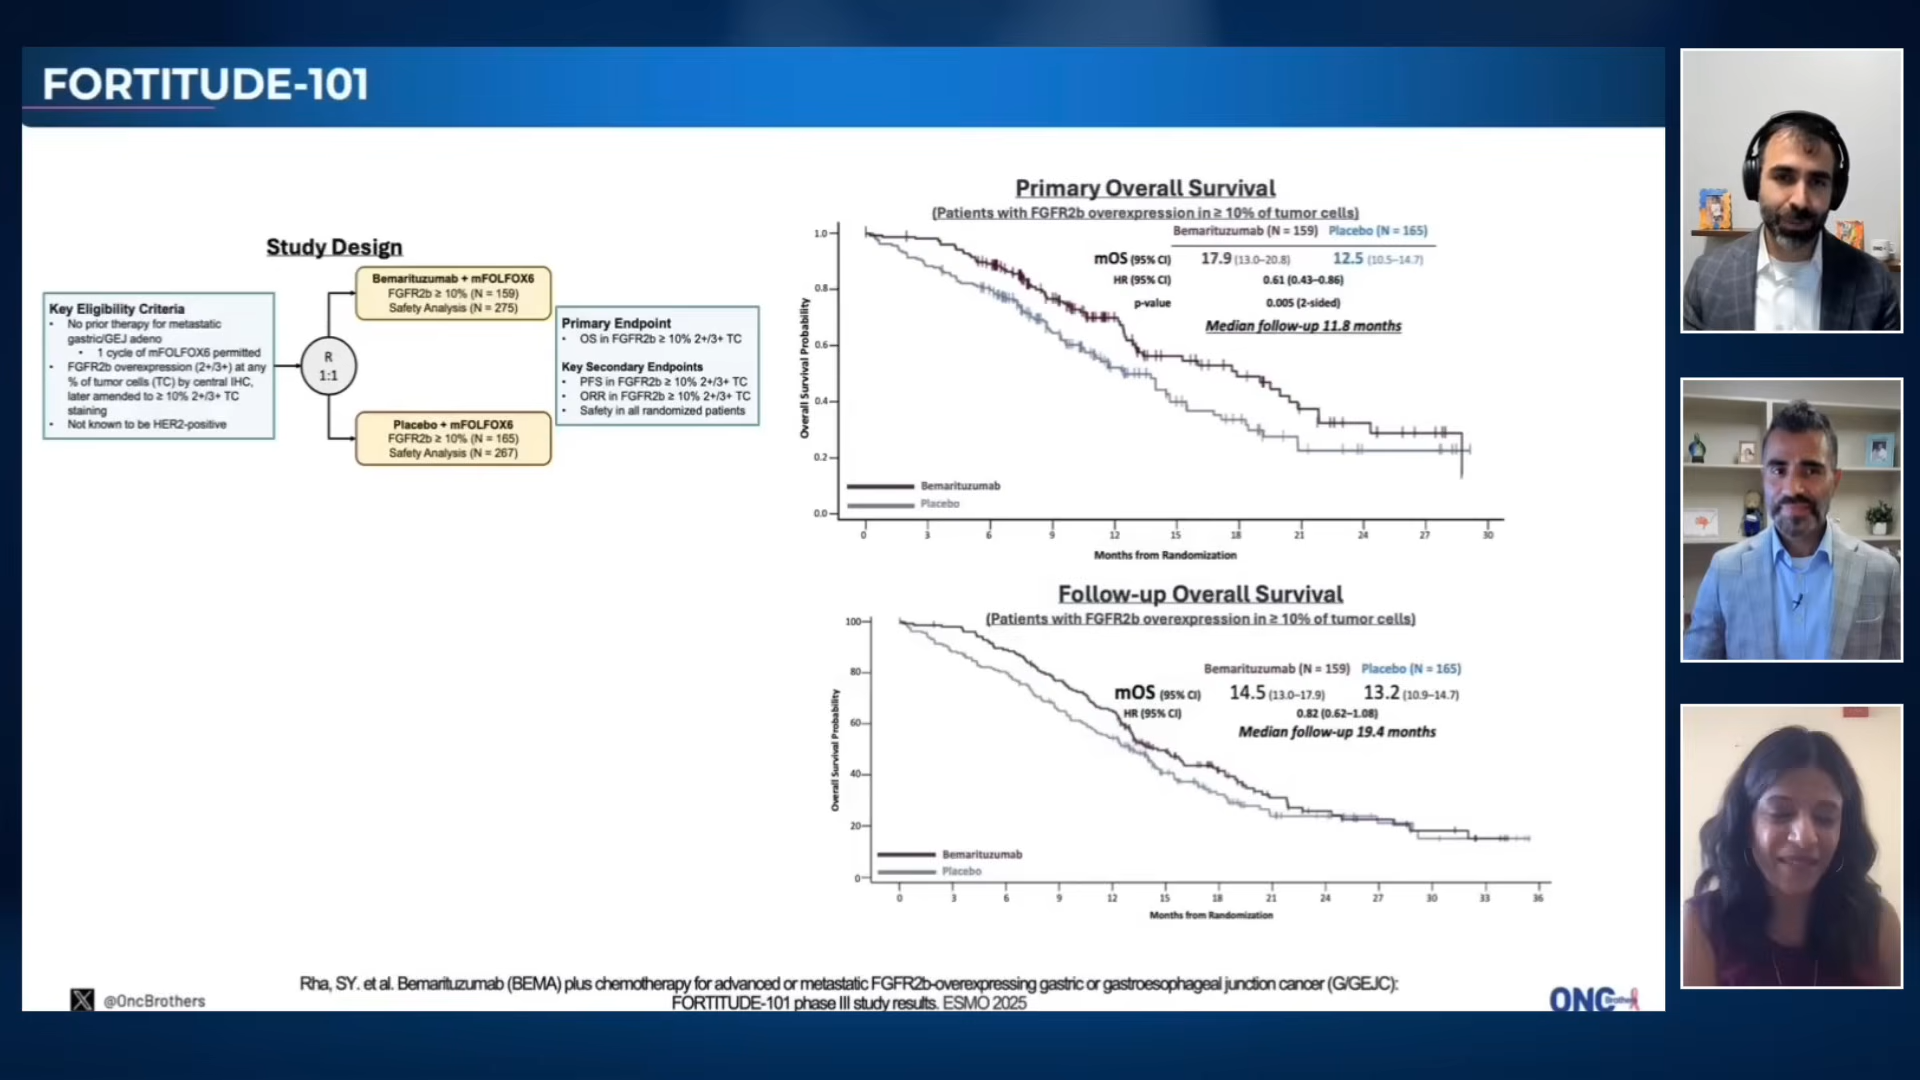 FORTITUDE-101
Study Design
Key Eligibility Criteria
• No prior therapy for metastatic
gastric/GEJ adeno
• 1 cycle of mFOLFOX6 permitted
• FGFR2b overexpression (2+/3+) at any
% of tumor cells (TC) by central IHC,
later amended to ≥ 10% 2+/3+ TC
staining
• Not known to be HER2-positive
R
1:1
Bemarituzumab + mFOLFOX6
FGFR2b ≥ 10% (N = 159)
Safety Analysis (N = 275)
Placebo + mFOLFOX6
FGFR2b ≥ 10% (N = 165)
Safety Analysis (N = 267)
Primary Endpoint
• OS in FGFR2b ≥ 10% 2+/3+ TC
Key Secondary Endpoints
• PFS in FGFR2b ≥ 10% 2+/3+ TC
• ORR in FGFR2b ≥ 10% 2+/3+ TC
• Safety in all randomized patients
Primary Overall Survival
(Patients with FGFR2b overexpression in ≥ 10% of tumor cells)
Bemarituzumab (N = 159) Placebo (N = 165)
mOS (95% CI) 17.9 (13.0–20.8) 12.5 (10.5–14.7)
HR (95% CI) 0.61 (0.43–0.86)
p-value 0.005 (2-sided)
Median follow-up 11.8 months
Overall Survival Probability
1.0
0.8
0.6
0.4
0.2
0.0
Bemarituzumab
Placebo
0 3 6 9 12 15 18 21 24 27 30
Months from Randomization
Follow-up Overall Survival
(Patients with FGFR2b overexpression in ≥ 10% of tumor cells)
Bemarituzumab (N = 159) Placebo (N = 165)
mOS (95% CI) 14.5 (13.0–17.9) 13.2 (10.9–14.7)
HR (95% CI) 0.82 (0.62–1.08)
Median follow-up 19.4 months
Overall Survival Probability
100
80
60
40
20
0
Bemarituzumab
Placebo
0 3 6 9 12 15 18 21 24 27 30 33 36
Months from Randomization
Rha, SY. et al. Bemarituzumab (BEMA) plus chemotherapy for advanced or metastatic FGFR2b-overexpressing gastric or gastroesophageal junction cancer (G/GEJC):
FORTITUDE-101 phase III study results. ESMO 2025
@OncBrothers
ONC Brothers